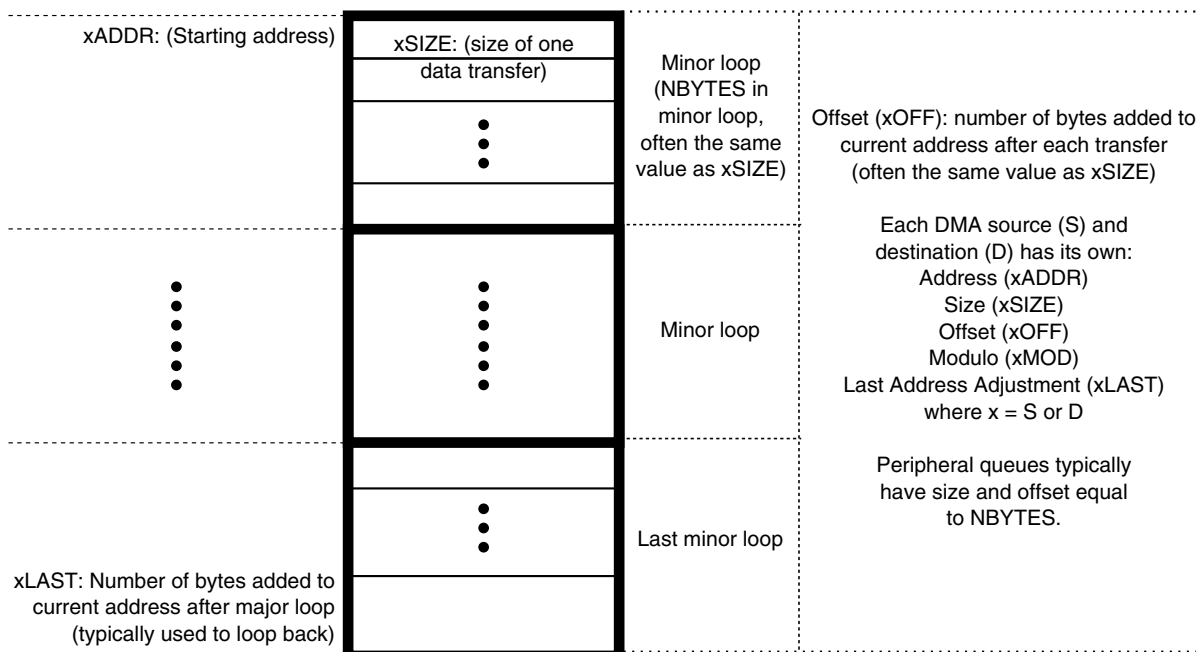 xADDR: (Starting address)
xSIZE: (size of one
data transfer)
Minor loop
(NBYTES in
minor loop,
often the same
value as xSIZE)
Offset (xOFF): number of bytes added to
current address after each transfer
(often the same value as xSIZE)
Each DMA source (S) and
destination (D) has its own:
Address (xADDR)
Size (xSIZE)
Offset (xOFF)
Modulo (xMOD)
Last Address Adjustment (xLAST)
where x = S or D
Peripheral queues typically
have size and offset equal
to NBYTES.
Minor loop
Last minor loop
xLAST: Number of bytes added to
current address after major loop
(typically used to loop back)